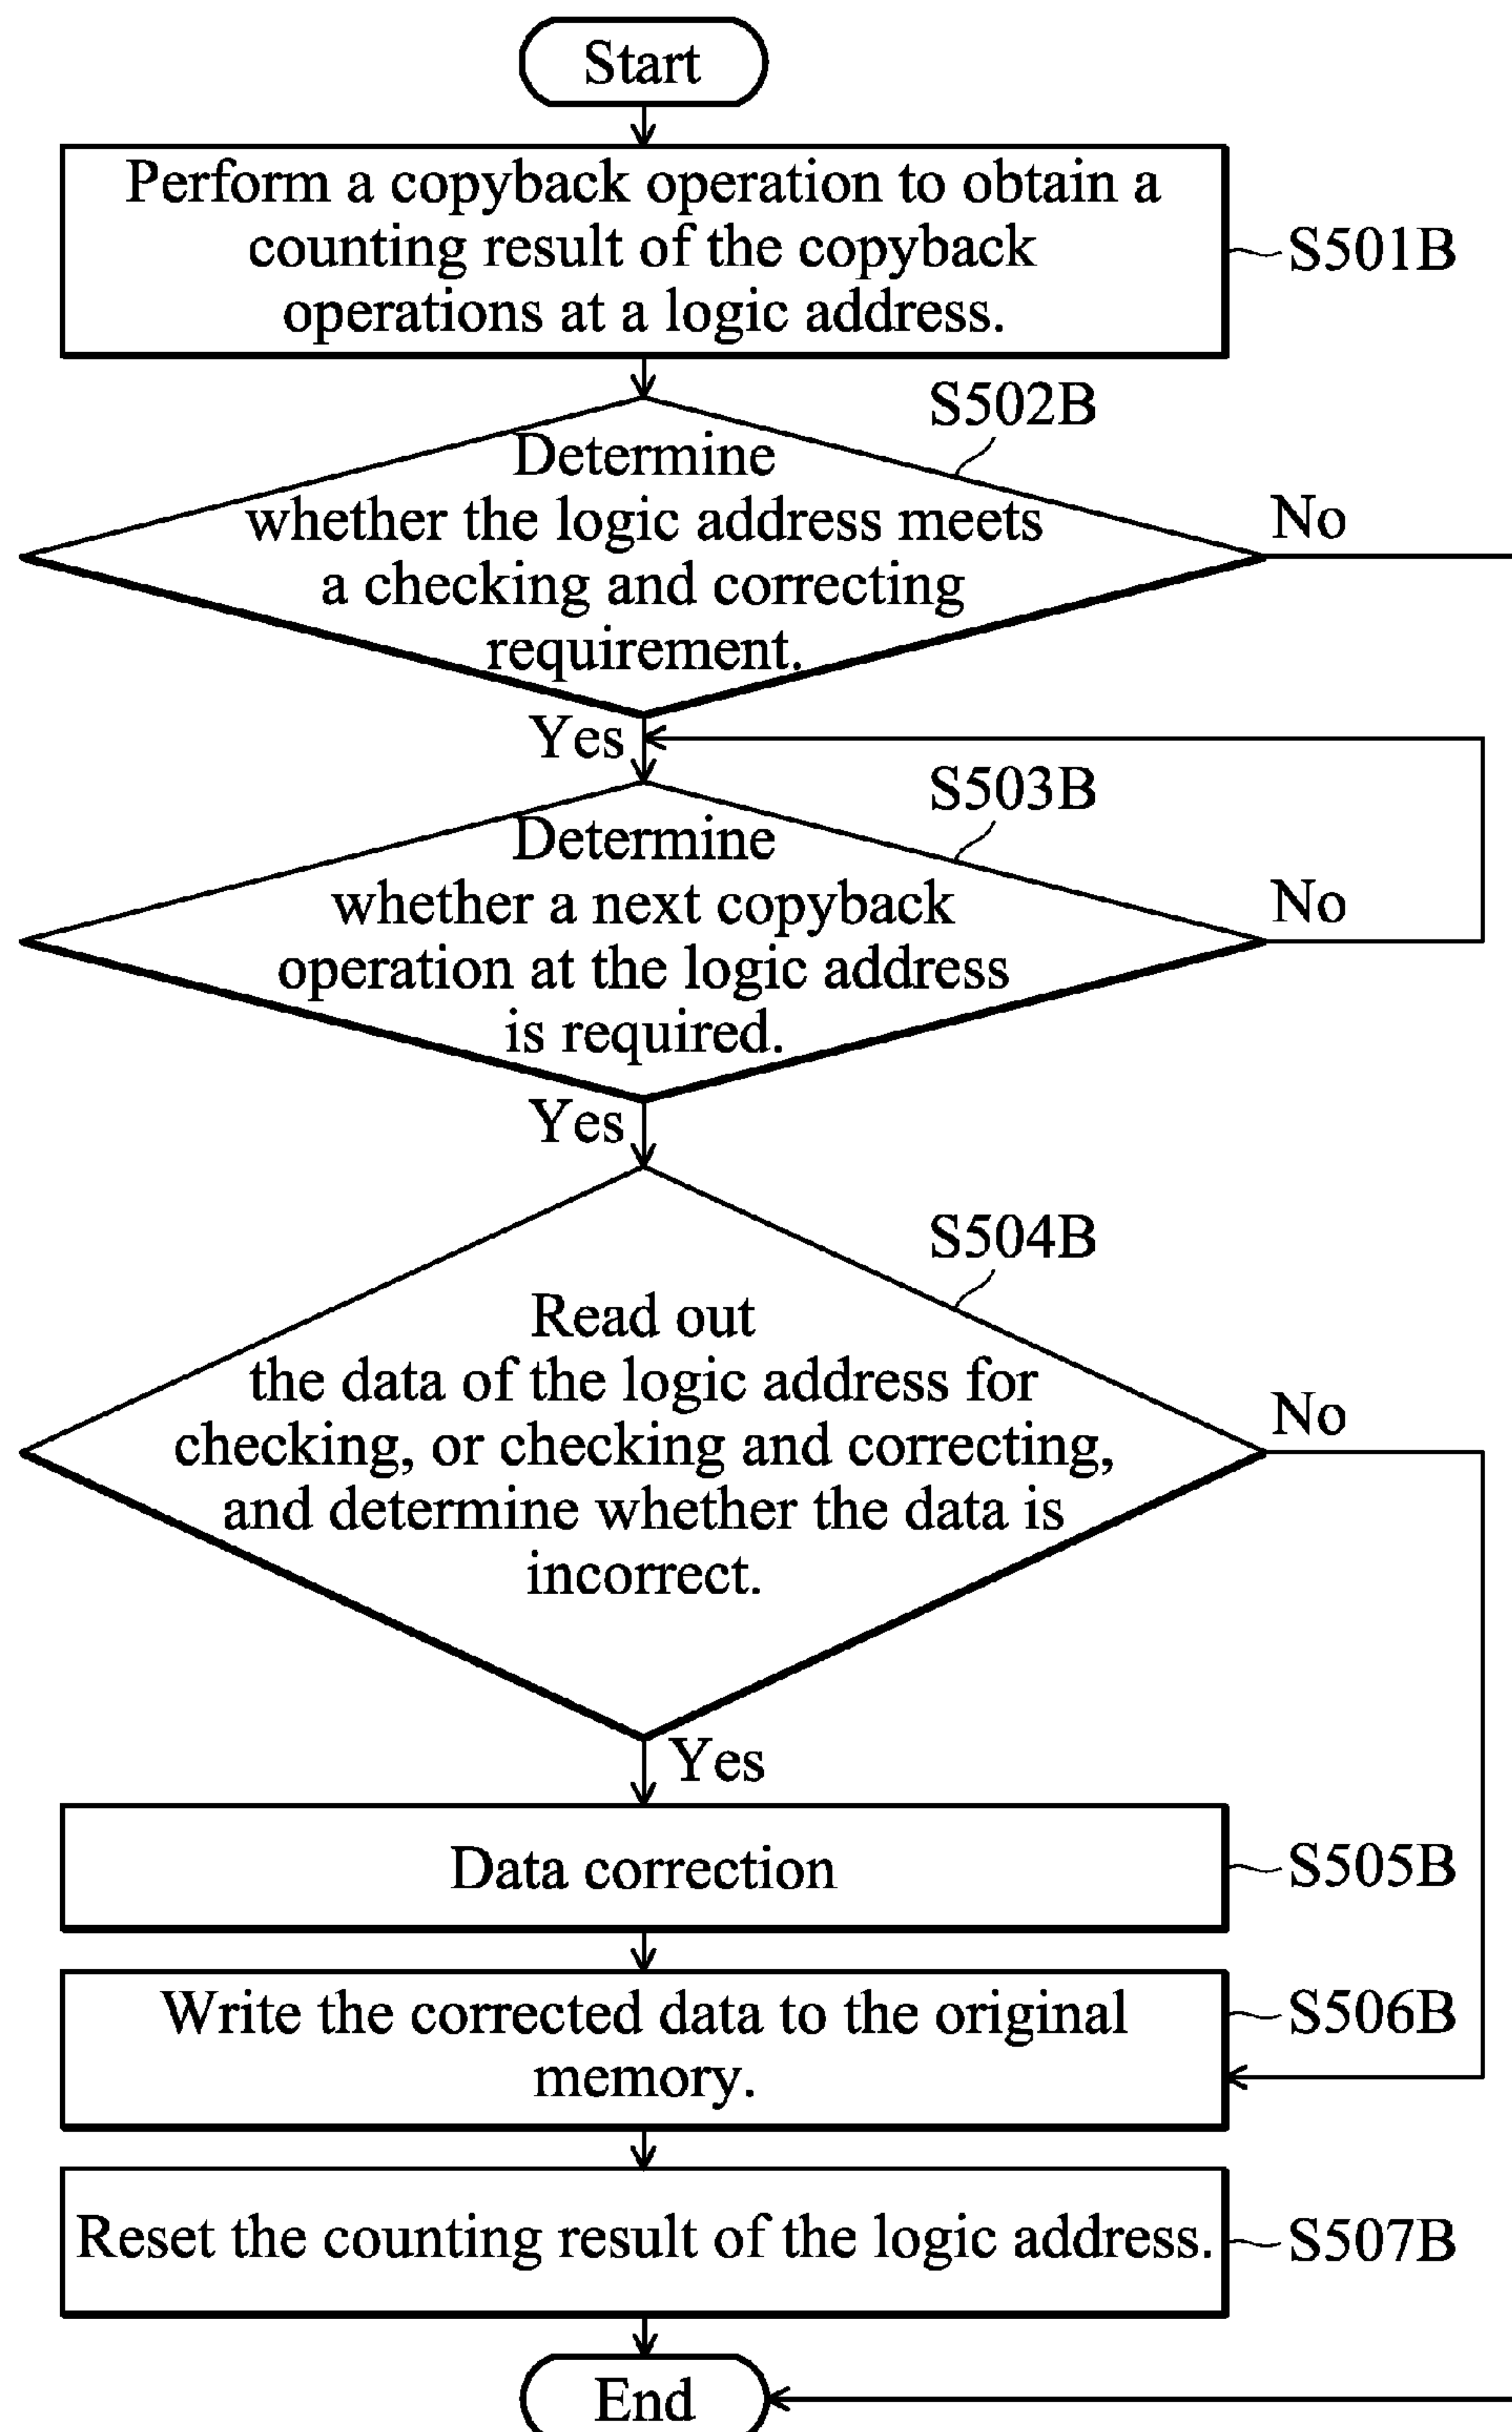 Start
Perform a copyback operation to obtain a
counting result of the copyback
operations at a logic address.
S501B
S502B
Determine
whether the logic address meets
a checking and correcting
requirement.
No
Yes
S503B
Determine
whether a next copyback
operation at the logic address
is required.
No
Yes
S504B
Read out
the data of the logic address for
checking, or checking and correcting,
and determine whether the data is
incorrect.
No
Yes
Data correction
S505B
Write the corrected data to the original
memory.
S506B
Reset the counting result of the logic address.
S507B
End